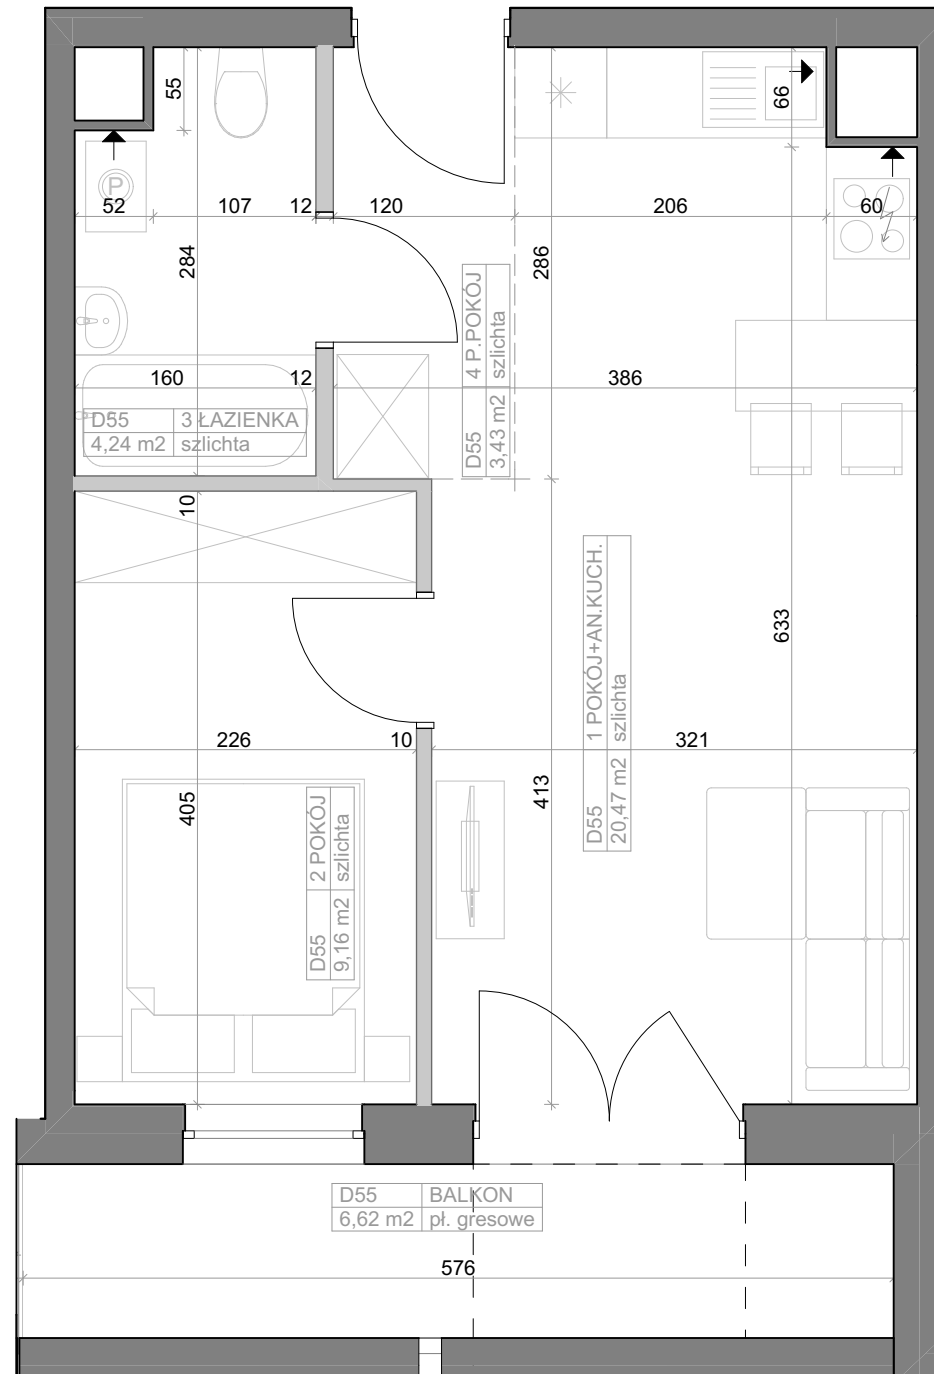 55
66
P
52
107
12
120
206
60
284
286
D55 4 P.POKÓJ
3,43 m2 szlichta
160
12
386
D55 3 ŁAZIENKA
4,24 m2 szlichta
10
D55 1 POKÓJ+AN.KUCH.
20,47 m2 szlichta
633
226
10
321
405
413
D55 2 POKÓJ
9,16 m2 szlichta
D55 BALKON
6,62 m2 pł. gresowe
576